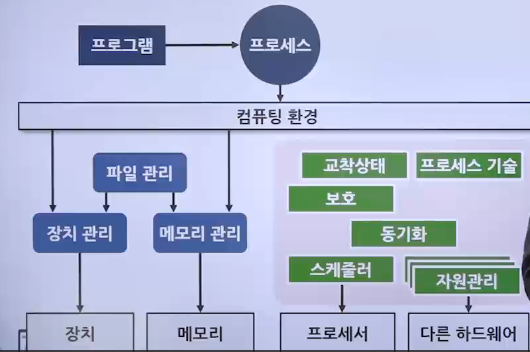 프로그램
프로세스
컴퓨팅 환경
파일 관리
교착상태
프로세스 기술
보호
장치 관리
메모리 관리
동기화
스케줄러
자원관리
장치
메모리
프로세서
다른 하드웨어